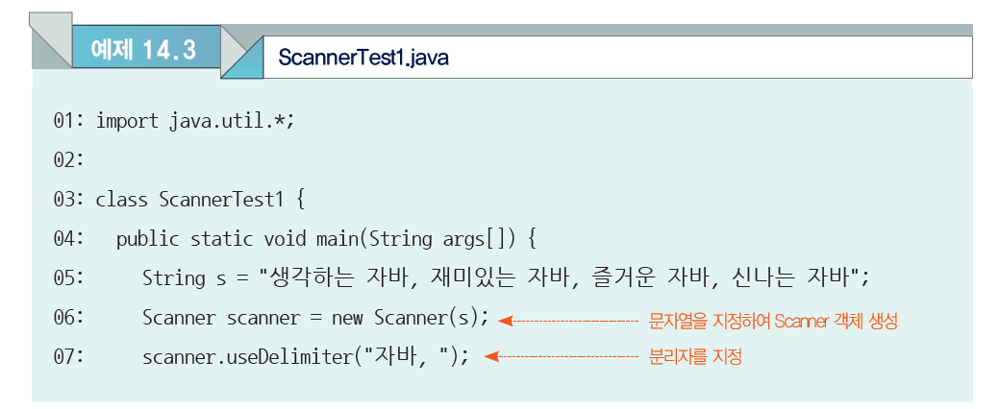 예제 14.3
ScannerTest1.java
01: import java.util.*;
02:
03: class ScannerTest1 {
04: public static void main(String args[]) {
05: String s = "생각하는 자바, 재미있는 자바, 즐거운 자바, 신나는 자바";
06: Scanner scanner = new Scanner(s); 문자열을 지정하여 Scanner 객체 생성
07: scanner.useDelimiter("자바, "); 분리자를 지정